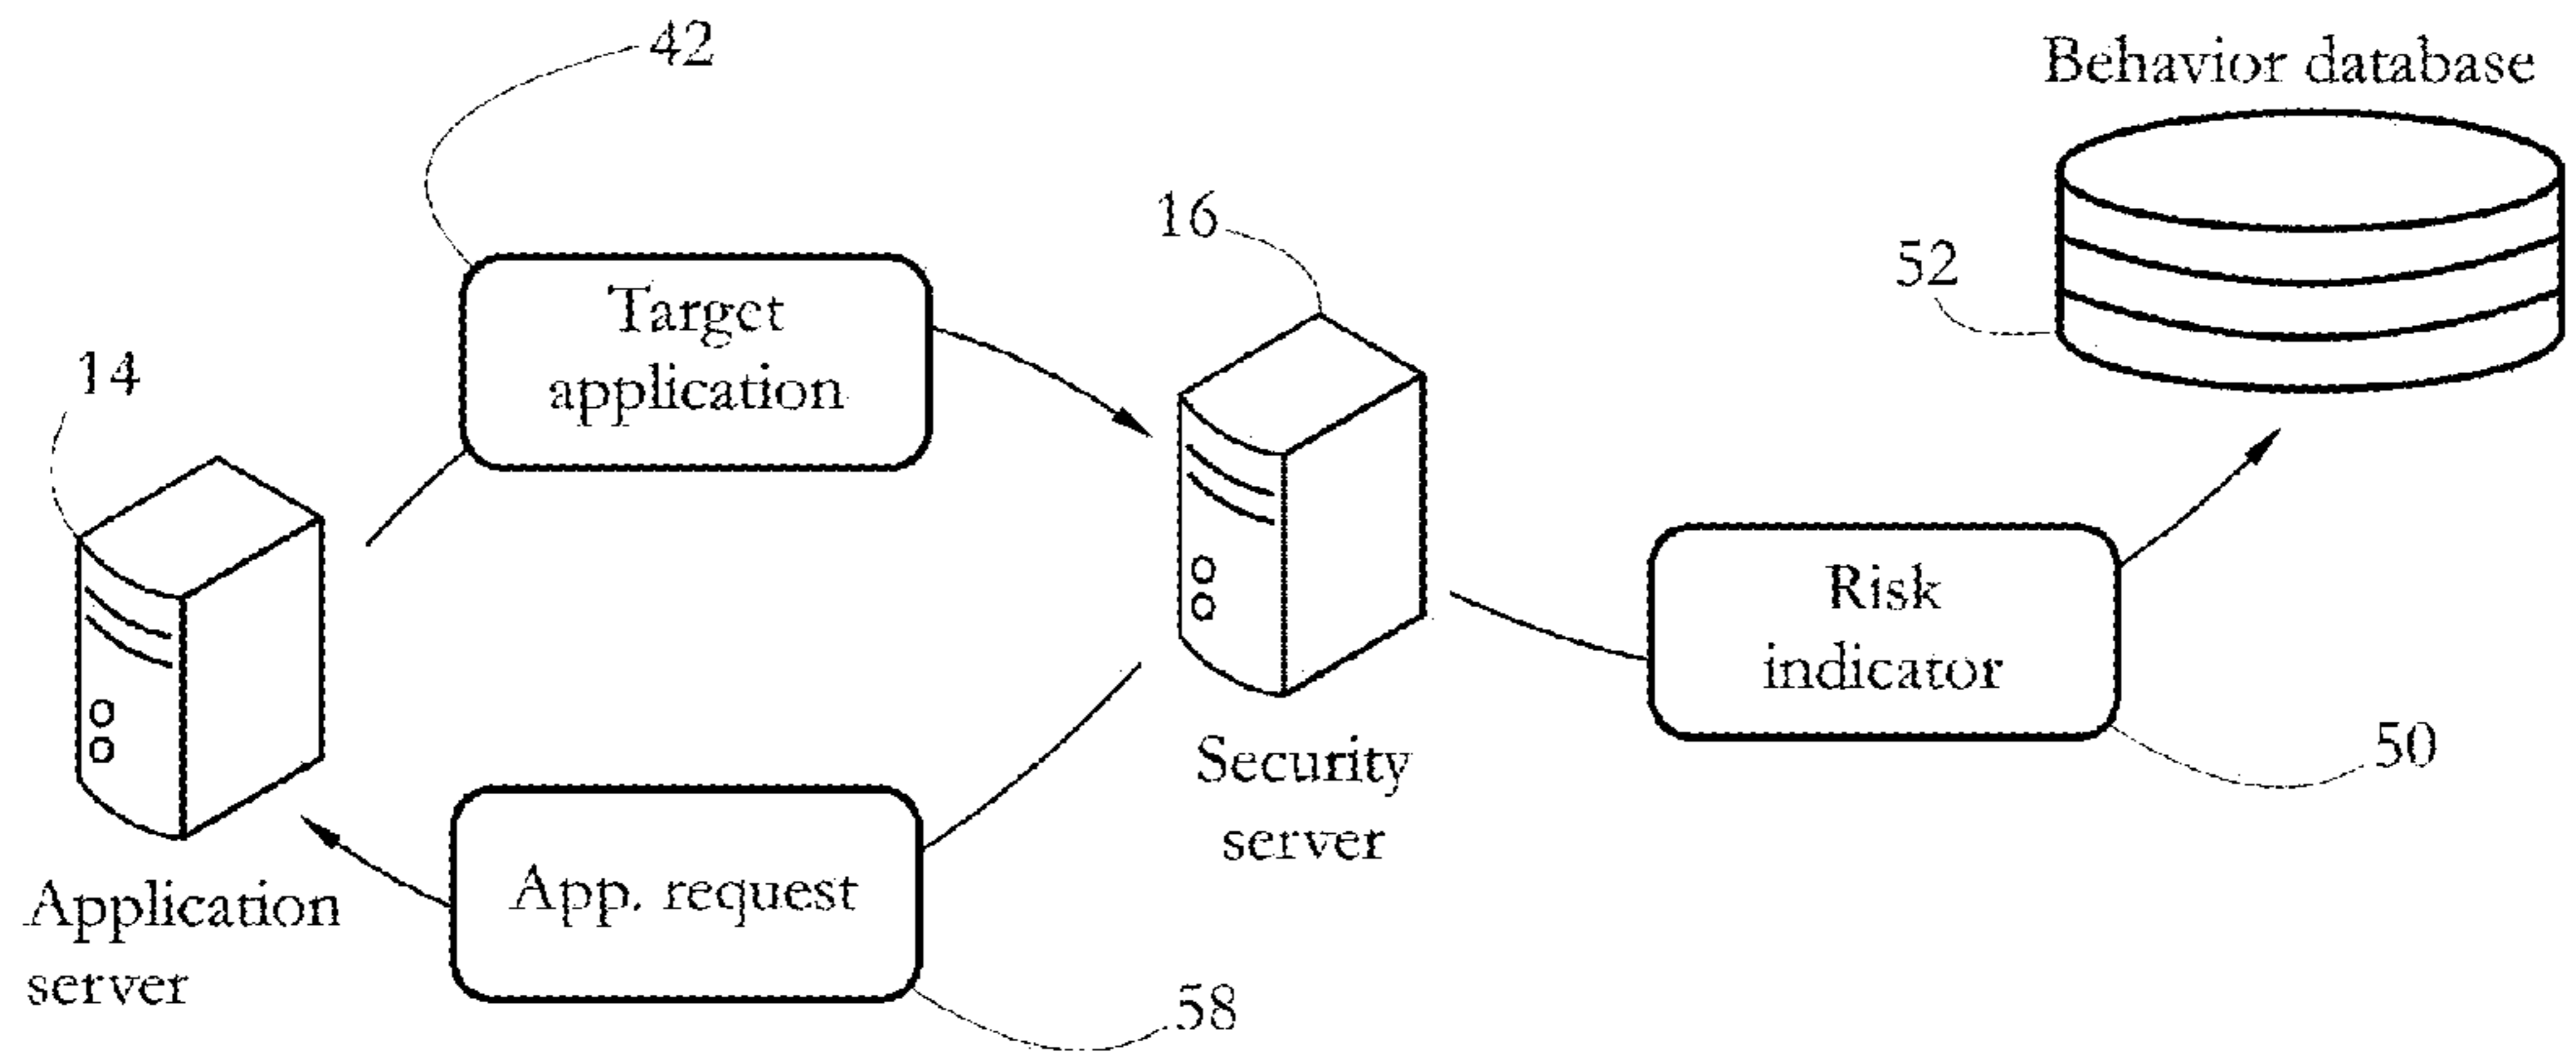 42
Behavior database
16
52
Target
application
14
Risk
indicator
50
Security
server
App. request
Application
server
58